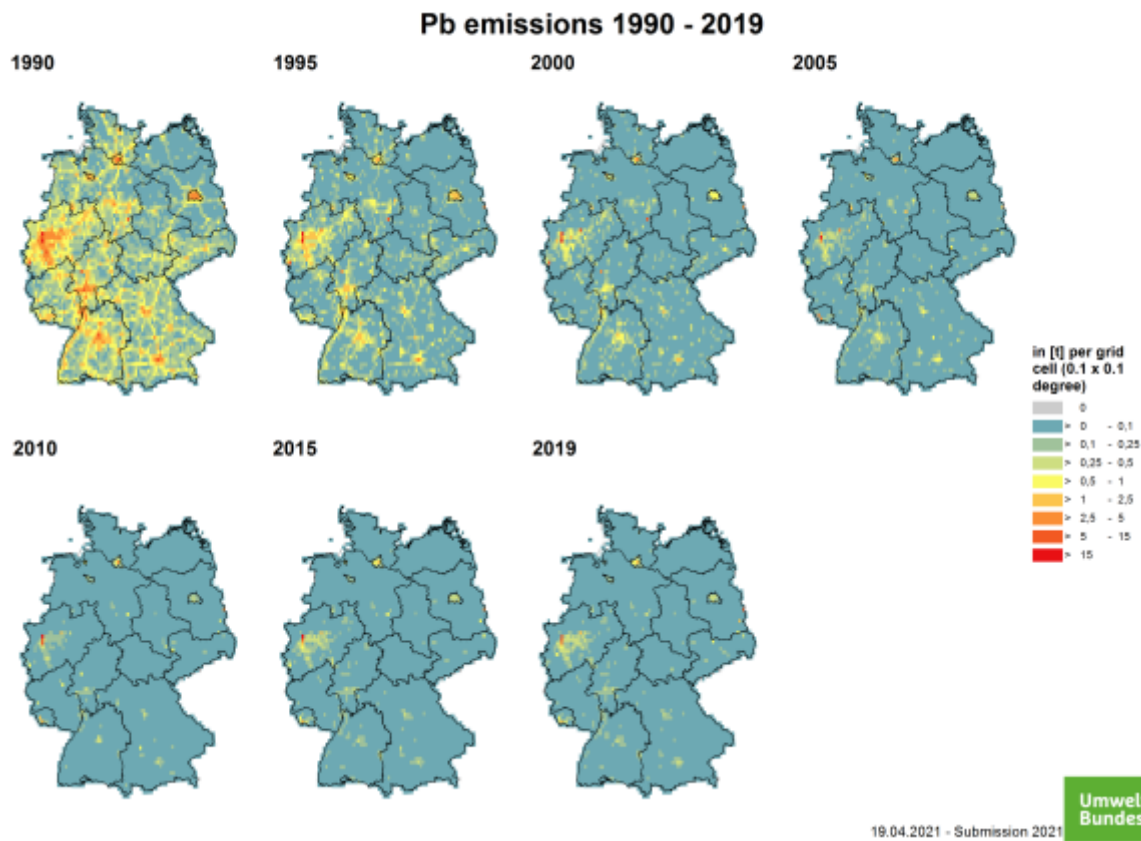 Pb emissions 1990 - 2019
1990
1995
2000
2005
2010
2015
2019
in [t] per grid
cell (0.1 x 0.1
degree)
0
> 0 - 0,1
> 0,1 - 0,25
> 0,25 - 0,5
> 0,5 - 1
> 1 - 2,5
> 2,5 - 5
> 5 - 15
> 15
19.04.2021 - Submission 2021
Umwel
Bundes